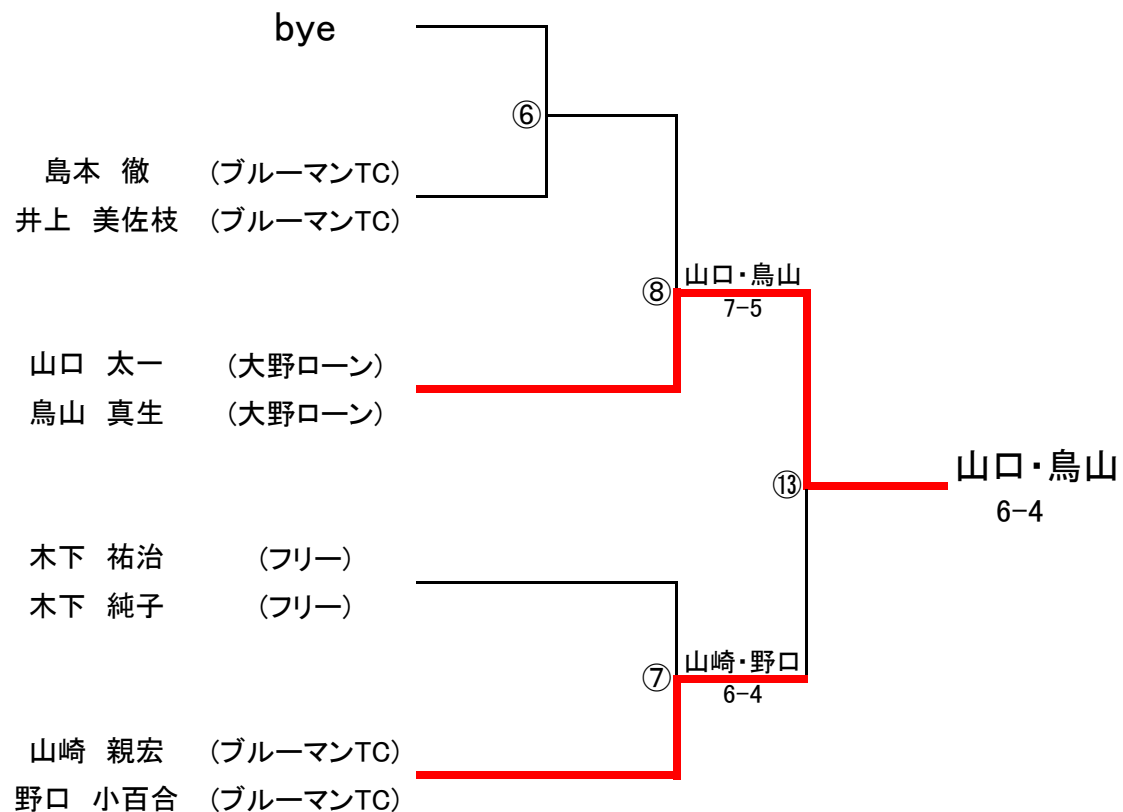 bye
⑥
島本 徹 (ブルーマンTC)
井上 美佐枝 (ブルーマンTC)
山口・鳥山
⑧
7-5
山口 太一 (大野ローン)
鳥山 真生 (大野ローン)
山口・鳥山
⑬
6-4
木下 祐治 (フリー)
木下 純子 (フリー)
山崎・野口
⑦
6-4
山崎 親宏 (ブルーマンTC)
野口 小百合 (ブルーマンTC)